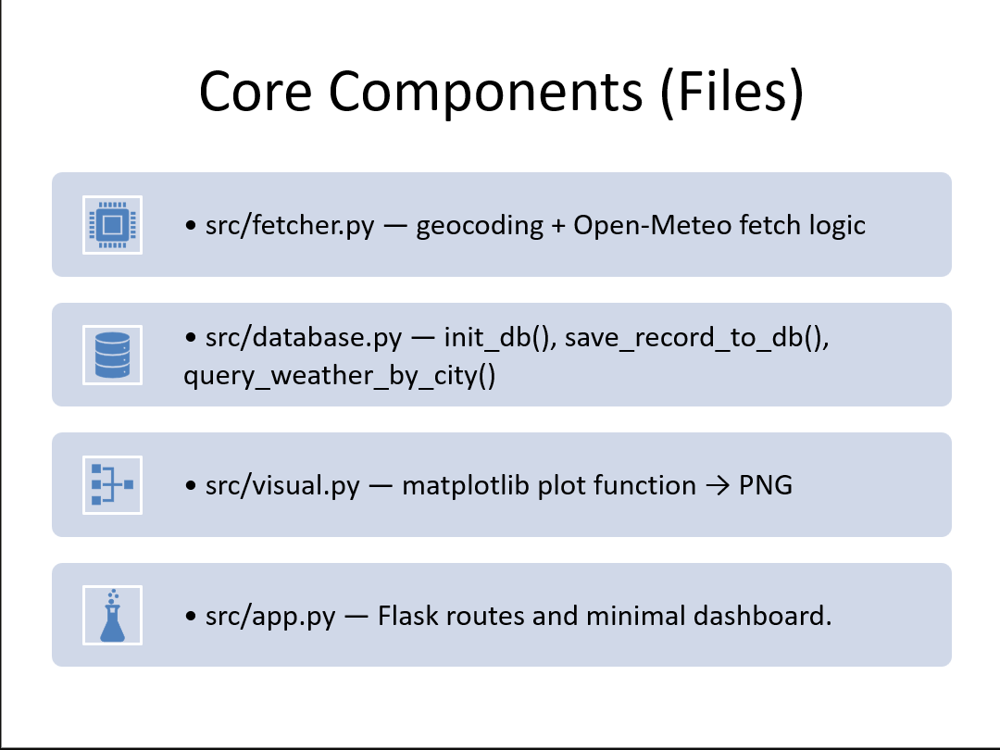 Core Components (Files)
• src/fetcher.py — geocoding + Open-Meteo fetch logic
• src/database.py — init_db(), save_record_to_db(),
query_weather_by_city()
• src/visual.py — matplotlib plot function → PNG
• src/app.py — Flask routes and minimal dashboard.